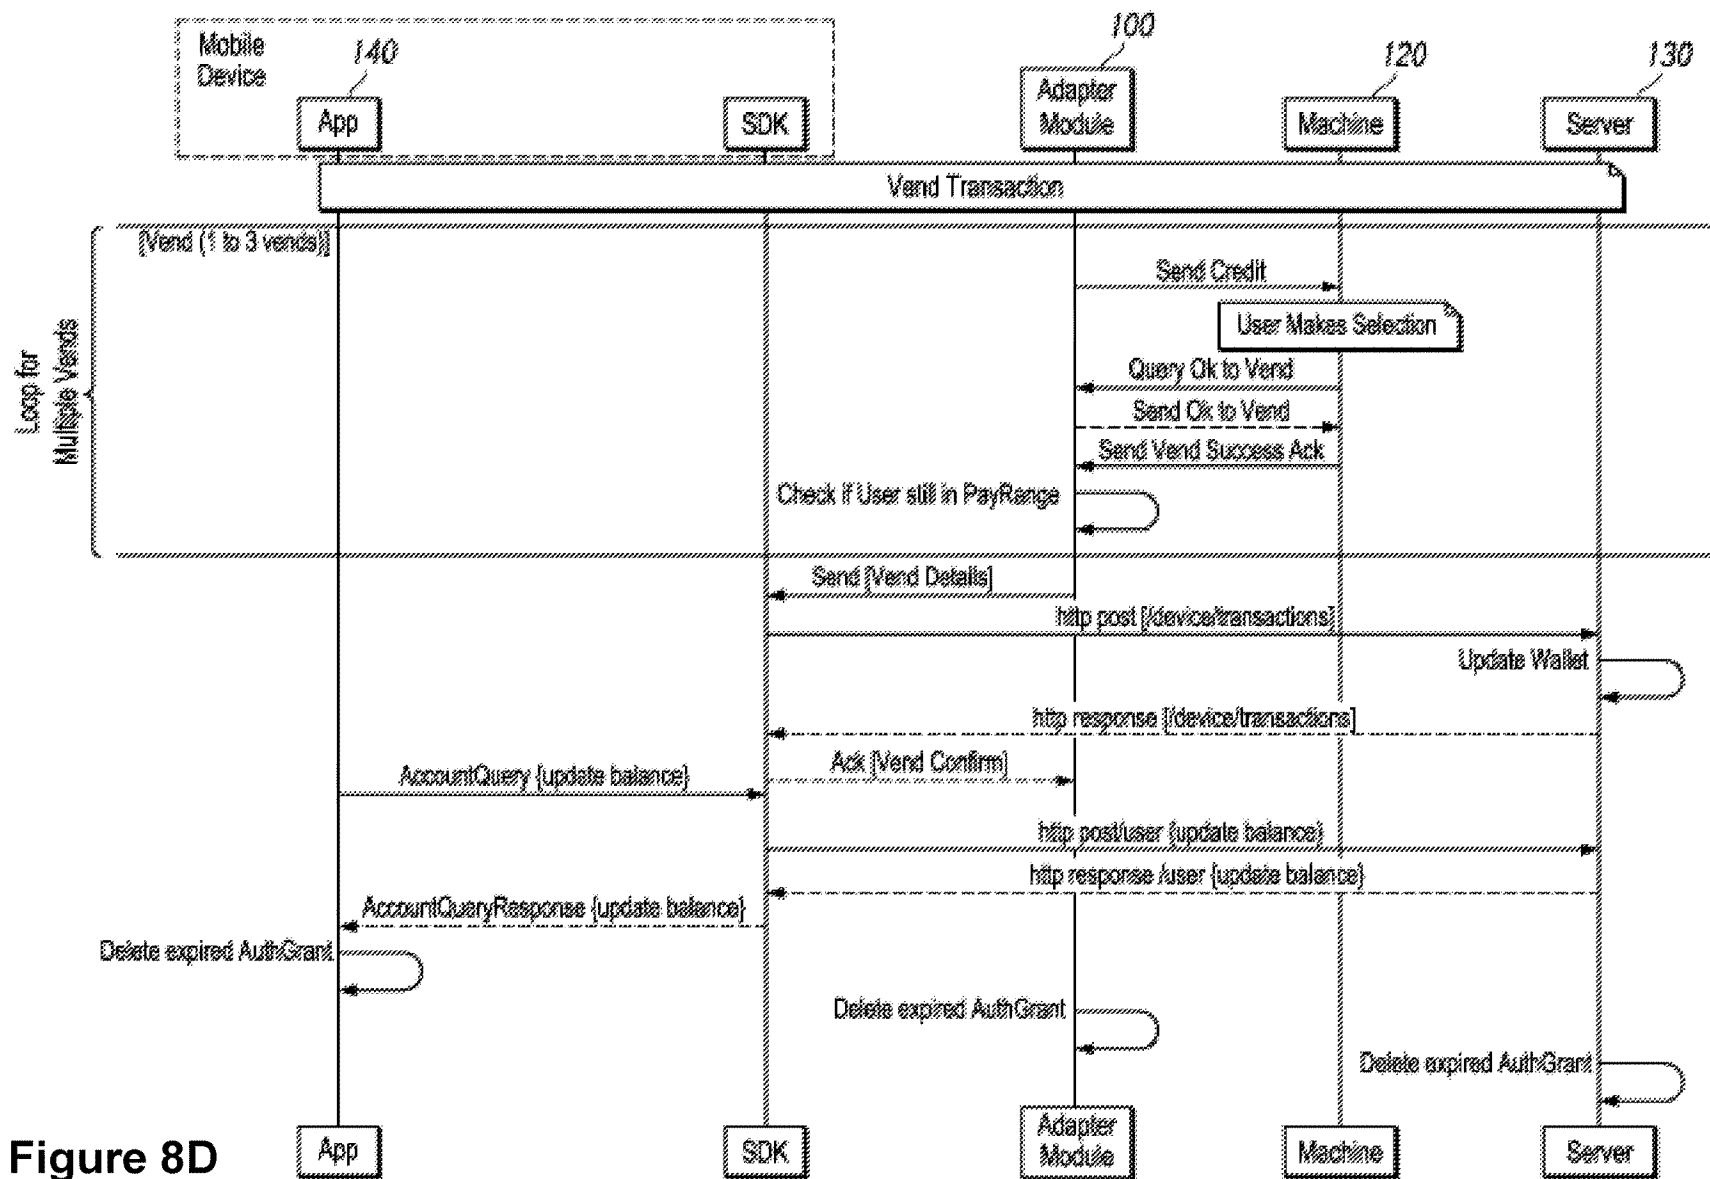 Mobile
Device
140
100
120
130
App
SDK
Adapter
Module
Machine
Server
Vend Transaction
[Vend (1 to 3 vends)]
Loop for
Multiple Vends
Send Credit
User Makes Selection
Query Ok to Vend
Send Ok to Vend
Send Vend Success Ack
Check if User still in PayRange
Send [Vend Details]
http post [/device/transactions]
Update Wallet
http response [/device/transactions]
Ack [Vend Confirm]
AccountQuery {update balance}
http post/user {update balance}
http response /user {update balance}
AccountQueryResponse {update balance}
Delete expired AuthGrant
Delete expired AuthGrant
Delete expired AuthGrant
App
SDK
Adapter
Module
Machine
Server
Figure 8D